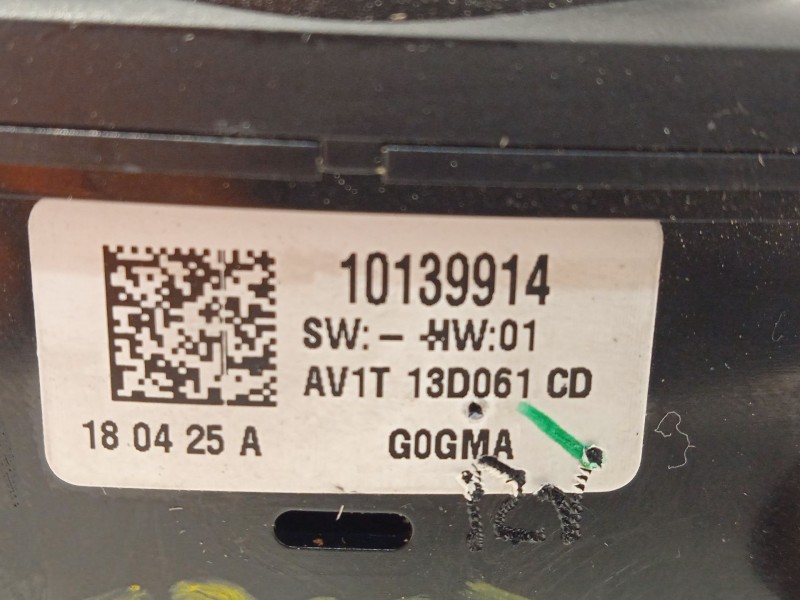 10139914
SW: – HW:01
AV1T 13D061 CD
18 04 25 A
G0GMA